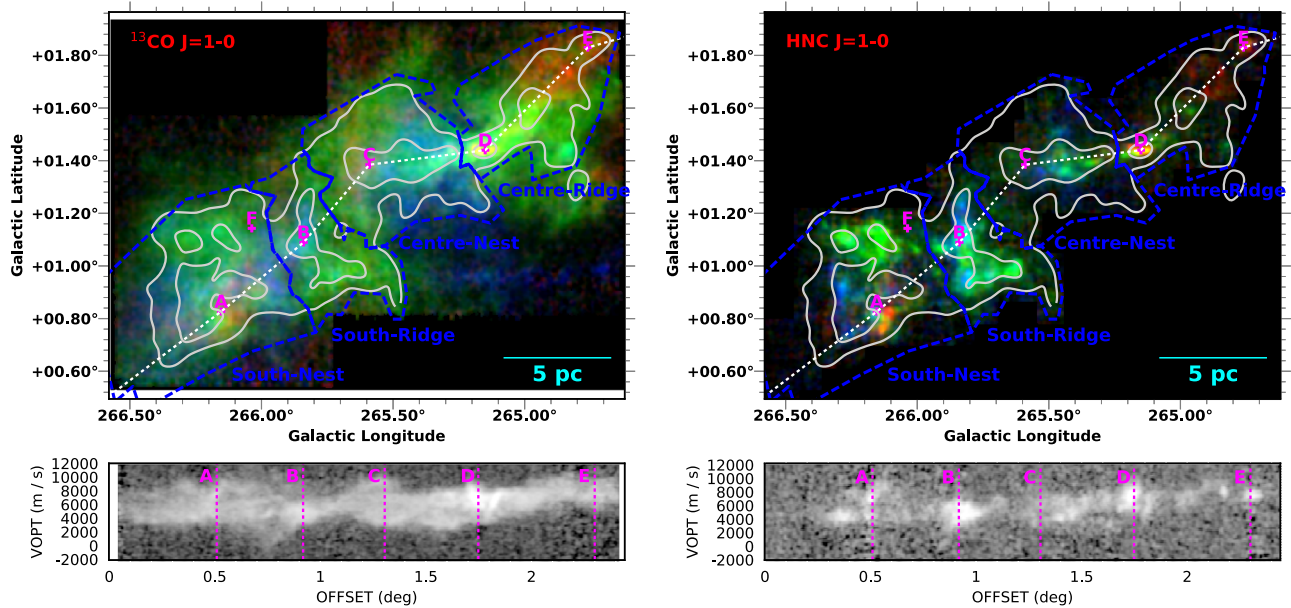 ¹³CO J=1-0
E
D
C
F
B
A
Centre-Ridge
Centre-Nest
South-Ridge
South-Nest
5 pc
+01.80°
+01.60°
+01.40°
+01.20°
+01.00°
+00.80°
+00.60°
Galactic Latitude
266.50° 266.00° 265.50° 265.00°
Galactic Longitude
HNC J=1-0
E
D
C
F
B
A
Centre-Ridge
Centre-Nest
South-Ridge
South-Nest
5 pc
+01.80°
+01.60°
+01.40°
+01.20°
+01.00°
+00.80°
+00.60°
Galactic Latitude
266.50° 266.00° 265.50° 265.00°
Galactic Longitude
A B C D E
12000
10000
8000
6000
4000
2000
0
-2000
VOPT (m / s)
0 0.5 1 1.5 2
OFFSET (deg)
A B C D E
12000
10000
8000
6000
4000
2000
0
-2000
VOPT (m / s)
0 0.5 1 1.5 2
OFFSET (deg)